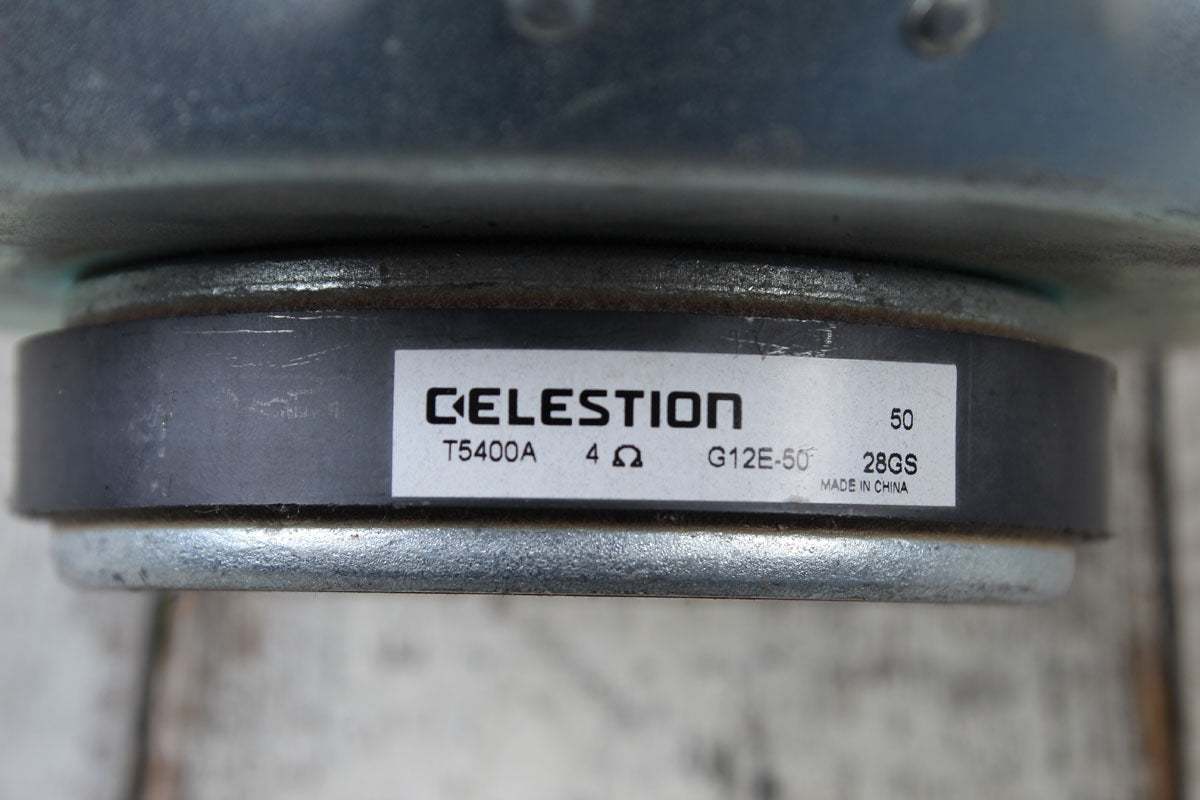 CELESTION 50
T5400A 4 Ω G12E-50 28GS
MADE IN CHINA